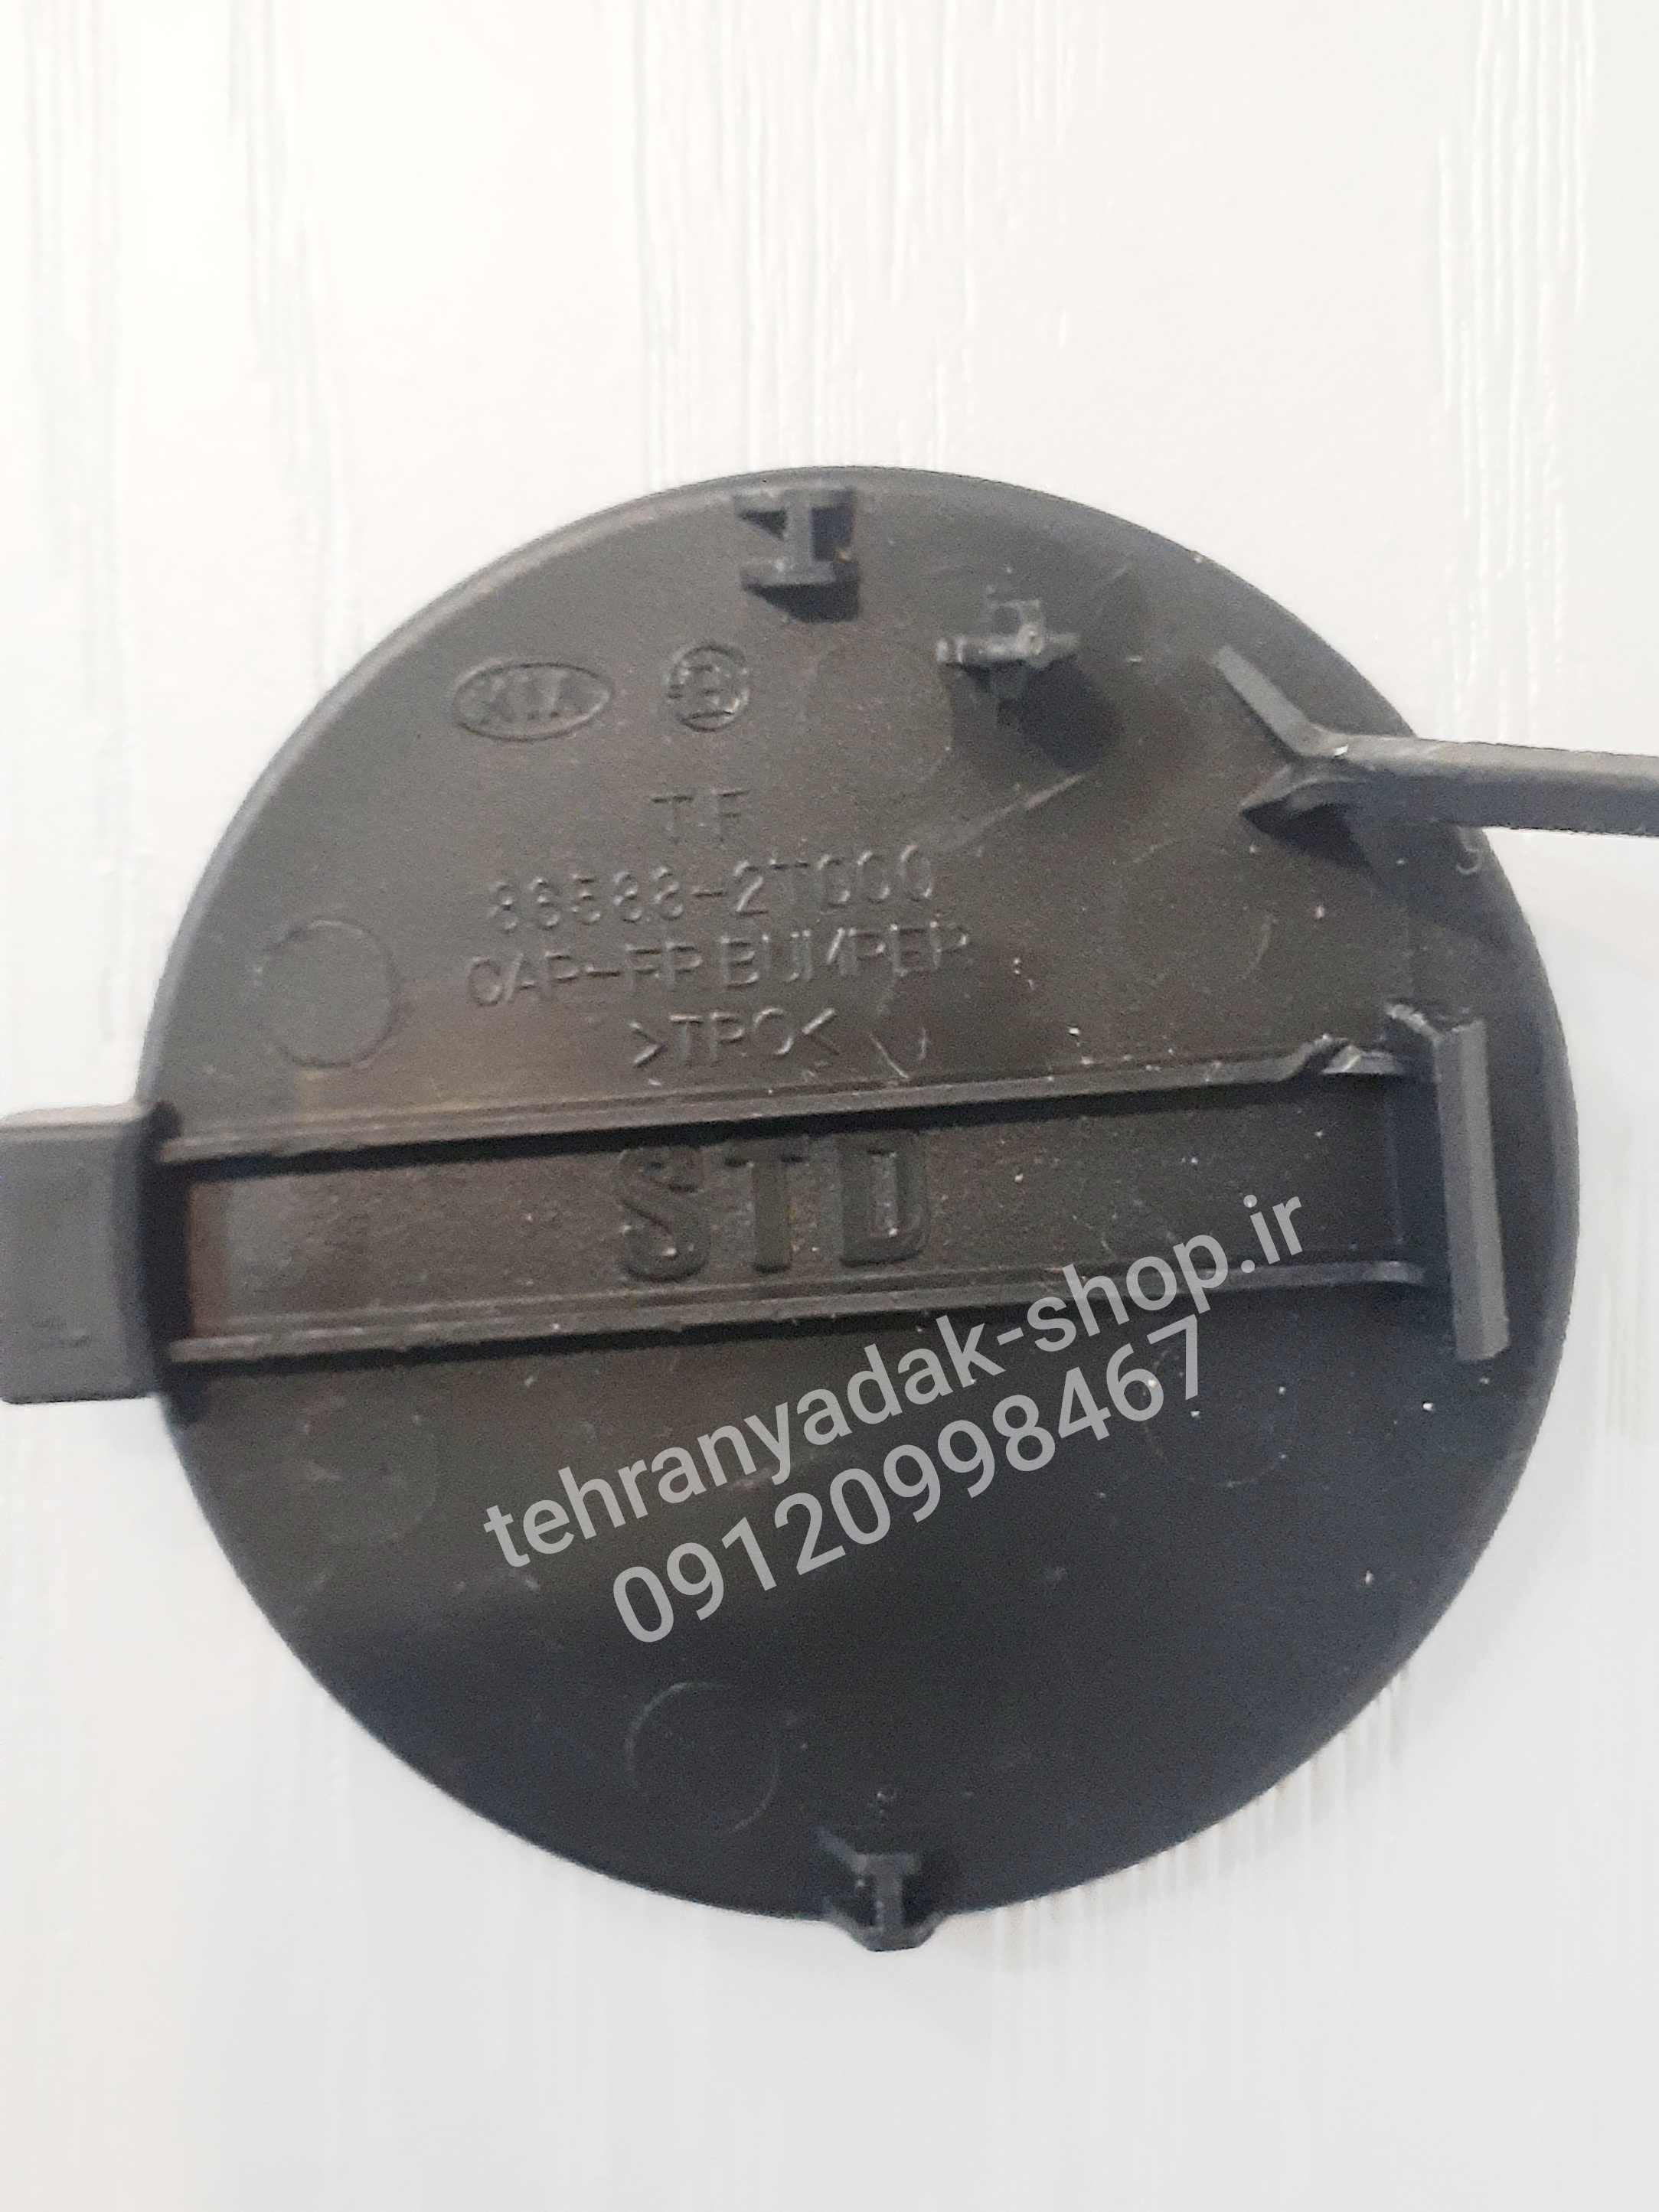 KIA
TF
86588-2T000
CAP-FR BUMPER
>TPO<
STD
tehranyadak-shop.ir
09120998467